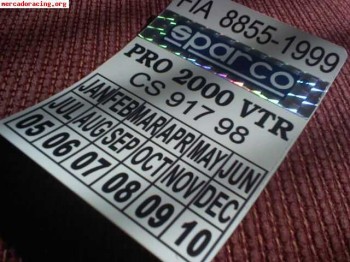 mercadoracing.org
FIA 8855-1999
sparco
PRO 2000 VTR
CS 917 98
JAN FEB MAR APR MAY JUN
JUL AUG SEP OCT NOV DEC
05 06 07 08 09 10